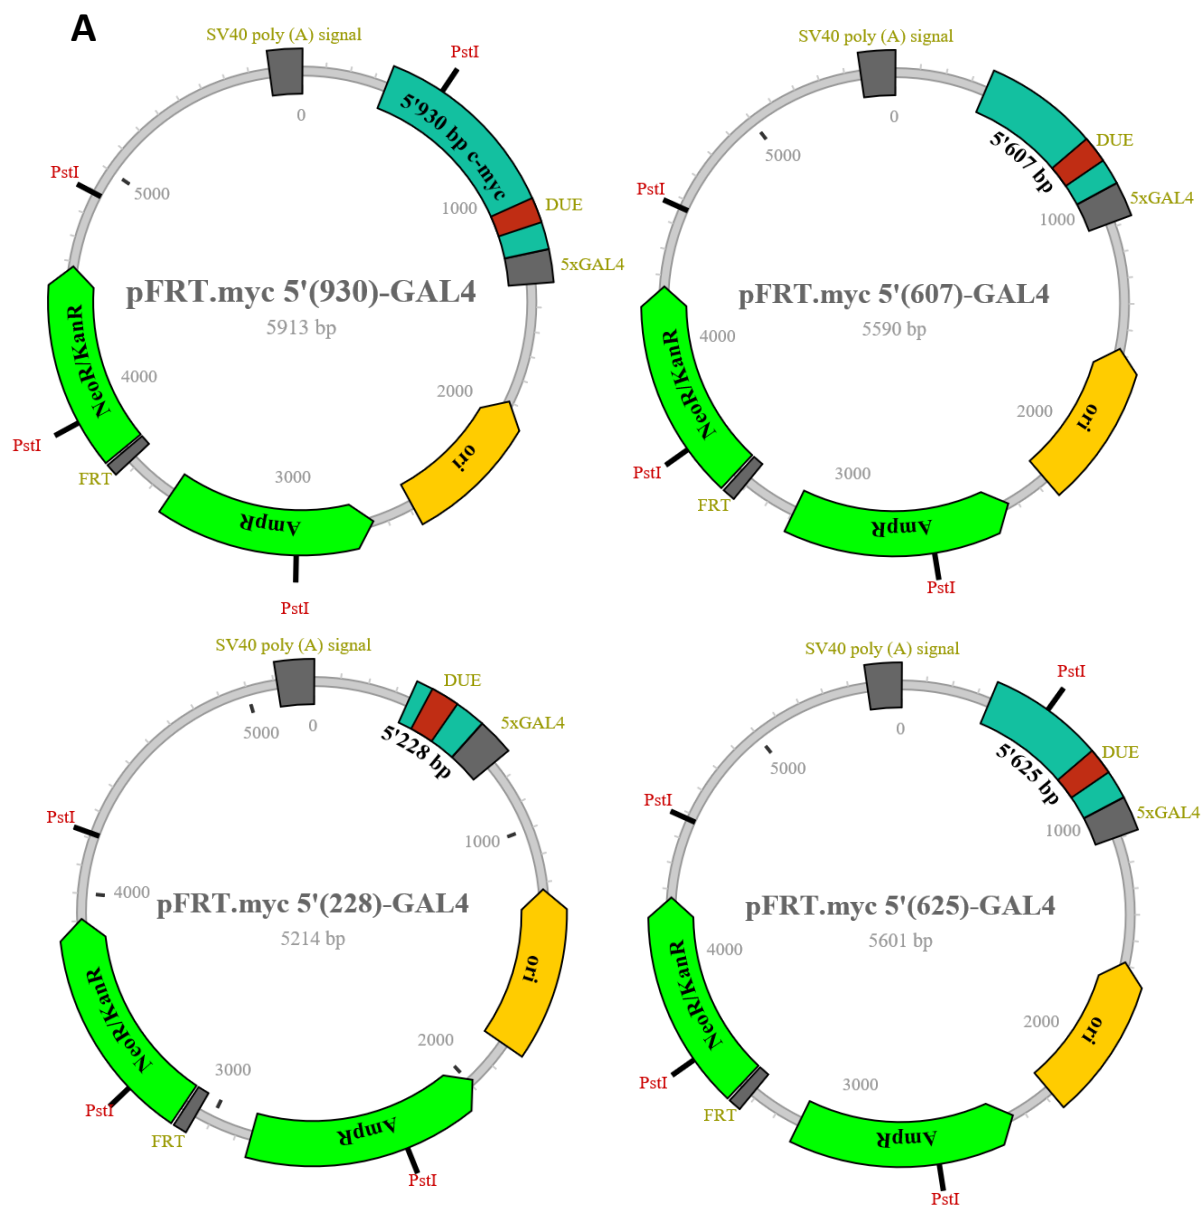 A
SV40 poly (A) signal
PstI
0
5'930 bp c-myc
PstI
5000
1000
DUE
5xGAL4
pFRT.myc 5'(930)-GAL4
5913 bp
NeoR/KanR
4000
2000
PstI
FRT
3000
ori
AmpR
PstI
SV40 poly (A) signal
0
5000
5'607 bp
DUE
PstI
5xGAL4
1000
pFRT.myc 5'(607)-GAL4
5590 bp
4000
NeoR/KanR
2000
ori
PstI
3000
FRT
AmpR
PstI
SV40 poly (A) signal
DUE
5000
0
5'228 bp
5xGAL4
PstI
1000
4000
pFRT.myc 5'(228)-GAL4
5214 bp
ori
NeoR/KanR
2000
3000
PstI
FRT
AmpR
PstI
SV40 poly (A) signal
PstI
0
5000
5'625 bp
DUE
PstI
5xGAL4
1000
pFRT.myc 5'(625)-GAL4
5601 bp
4000
NeoR/KanR
2000
ori
PstI
3000
FRT
AmpR
PstI